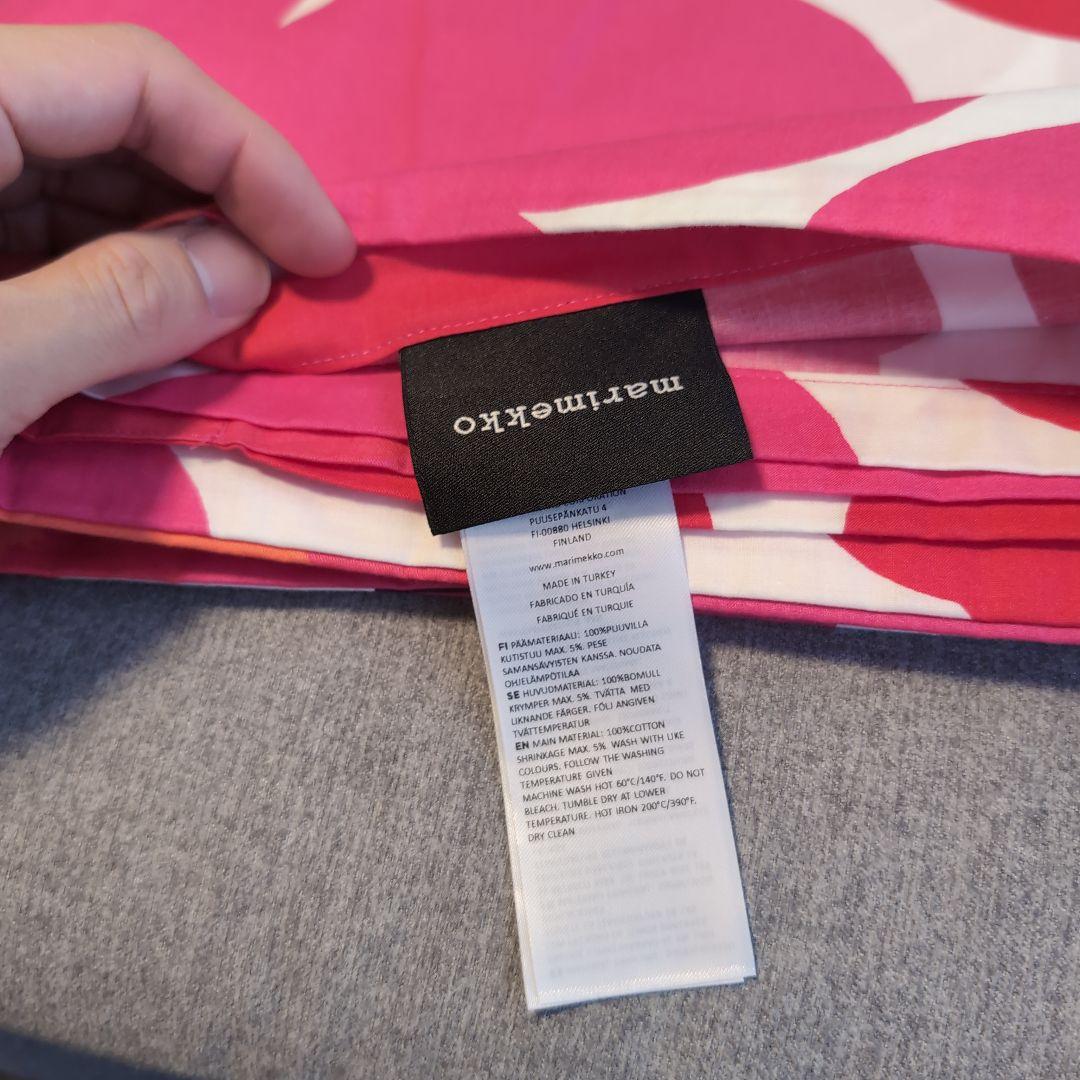 marimekko
PUUSEPÄNKATU 4
FI-00880 HELSINKI
FINLAND
www.marimekko.com
MADE IN TURKEY
FABRICADO EN TURQUÍA
FABRIQUÉ EN TURQUIE
FI PÄÄMATERIAALI: 100%PUUVILLA
KUTISTUU MAX. 5%. PESE
SAMANSÄVYISTEN KANSSA. NOUDATA
OHJELÄMPÖTILAA
SE HUVUDMATERIAL: 100%BOMULL
KRYMPER MAX. 5%. TVÄTTA MED
LIKNANDE FÄRGER. FÖLJ ANGIVEN
TVÄTTEMPERATUR
EN MAIN MATERIAL: 100%COTTON
SHRINKAGE MAX. 5% WASH WITH LIKE
COLOURS. FOLLOW THE WASHING
TEMPERATURE GIVEN
MACHINE WASH HOT 60°C/140°F. DO NOT
BLEACH. TUMBLE DRY AT LOWER
TEMPERATURE. HOT IRON 200°C/390°F.
DRY CLEAN